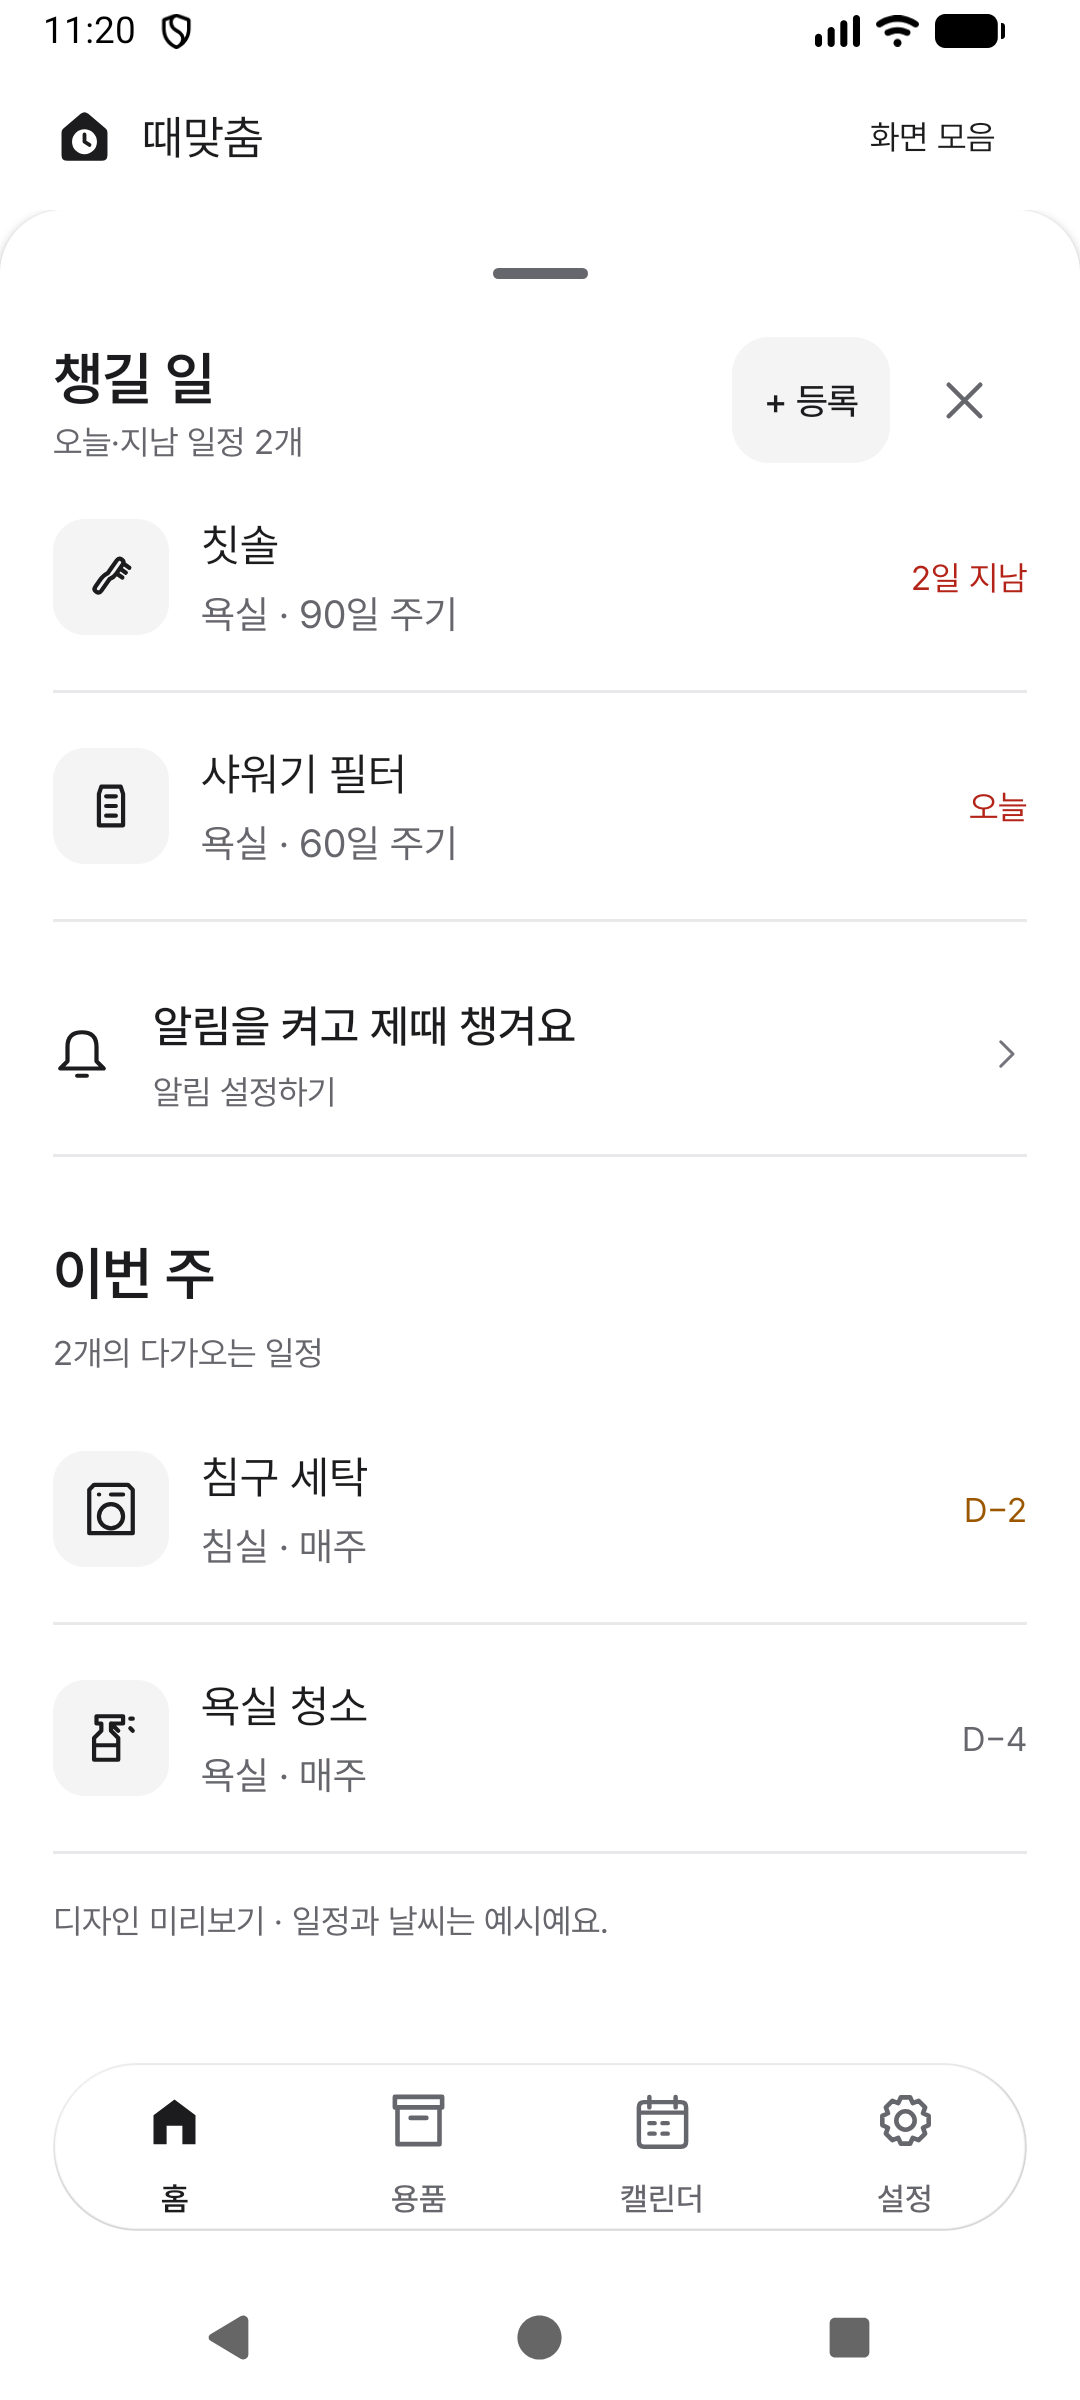 11:20
때맞춤
화면 모음
챙길 일
오늘·지남 일정 2개
+ 등록
칫솔
욕실 · 90일 주기
2일 지남
샤워기 필터
욕실 · 60일 주기
오늘
알림을 켜고 제때 챙겨요
알림 설정하기
이번 주
2개의 다가오는 일정
침구 세탁
침실 · 매주
D−2
욕실 청소
욕실 · 매주
D−4
디자인 미리보기 · 일정과 날씨는 예시예요.
홈
용품
캘린더
설정